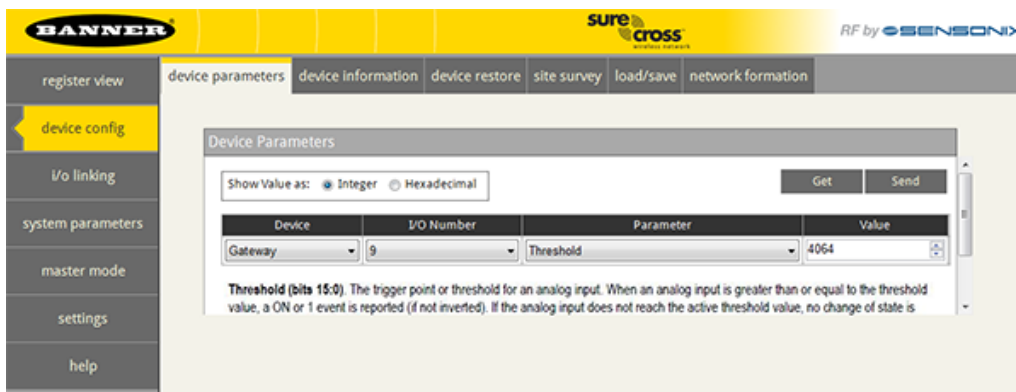 BANNER
sure cross
wireless network
RF by SENSONIX
register view
device config
i/o linking
system parameters
master mode
settings
help
device parameters device information device restore site survey load/save network formation
Device Parameters
Show Value as: Integer Hexadecimal
Get Send
Device I/O Number Parameter Value
Gateway 9 Threshold 4064
Threshold (bits 15:0). The trigger point or threshold for an analog input. When an analog input is greater than or equal to the threshold
value, a ON or 1 event is reported (if not inverted). If the analog input does not reach the active threshold value, no change of state is